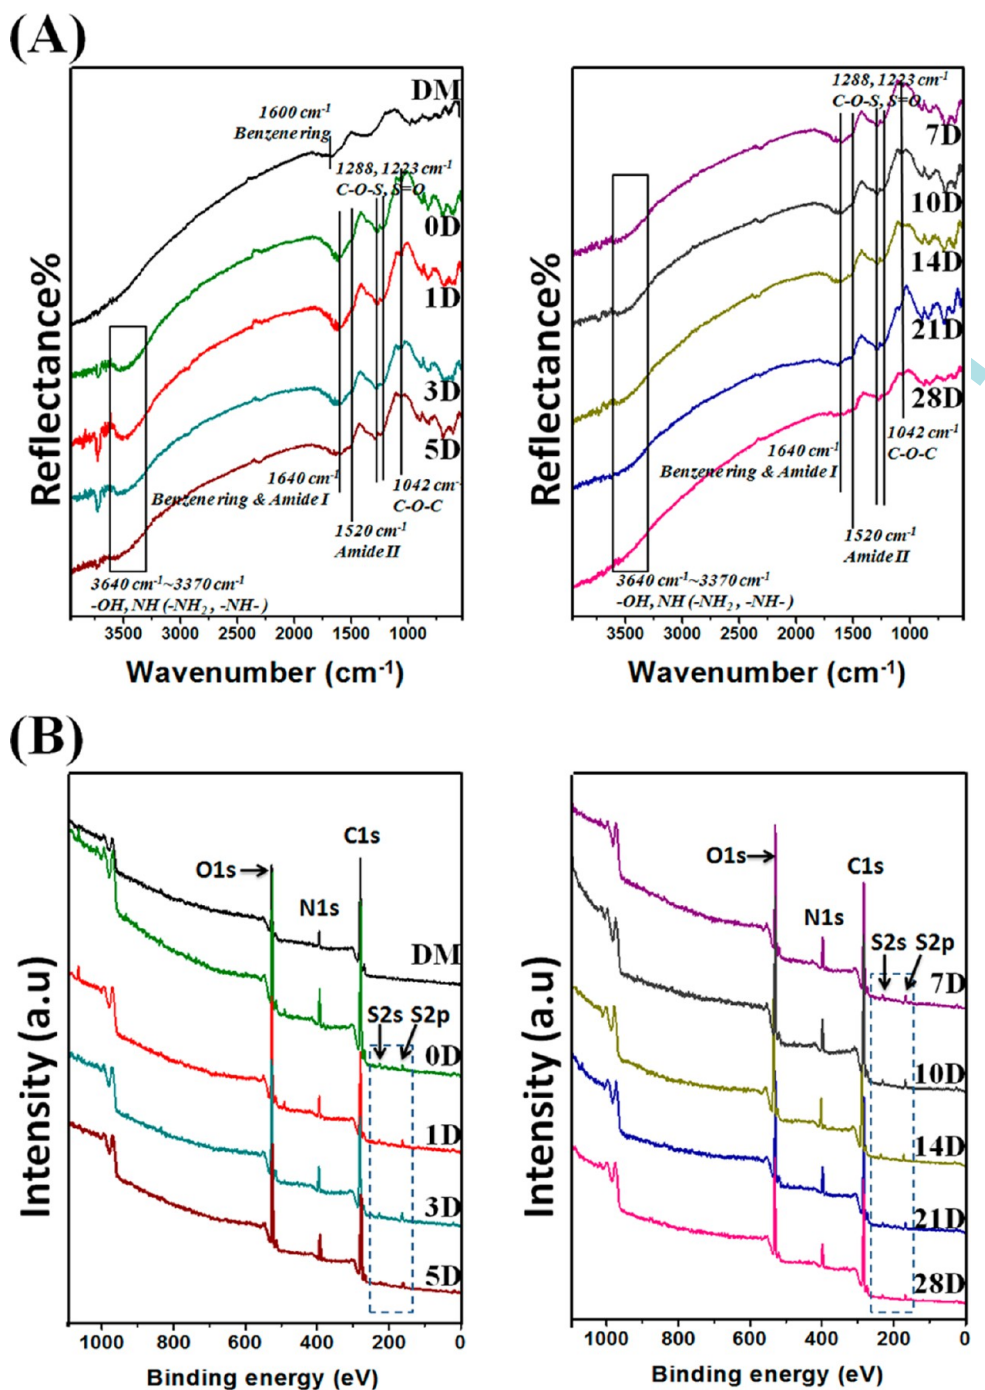 (A)
Reflectance%
DM
1600 cm⁻¹
Benzene ring
1288, 1223 cm⁻¹
C-O-S, S=O
0D
1D
3D
5D
1640 cm⁻¹
Benzene ring & Amide I
1042 cm⁻¹
C-O-C
1520 cm⁻¹
Amide II
3640 cm⁻¹~3370 cm⁻¹
-OH, NH (-NH₂, -NH-)
3500 3000 2500 2000 1500 1000
Wavenumber (cm⁻¹)
Reflectance%
1288, 1223 cm⁻¹
C-O-S, S=O
7D
10D
14D
21D
28D
1640 cm⁻¹
Benzene ring & Amide I
1042 cm⁻¹
C-O-C
1520 cm⁻¹
Amide II
3640 cm⁻¹~3370 cm⁻¹
-OH, NH (-NH₂, -NH-)
3500 3000 2500 2000 1500 1000
Wavenumber (cm⁻¹)
(B)
Intensity (a.u)
C1s
O1s
N1s
DM
S2s S2p
0D
1D
3D
5D
1000 800 600 400 200 0
Binding energy (eV)
Intensity (a.u)
O1s
C1s
N1s
S2s S2p
7D
10D
14D
21D
28D
1000 800 600 400 200 0
Binding energy (eV)